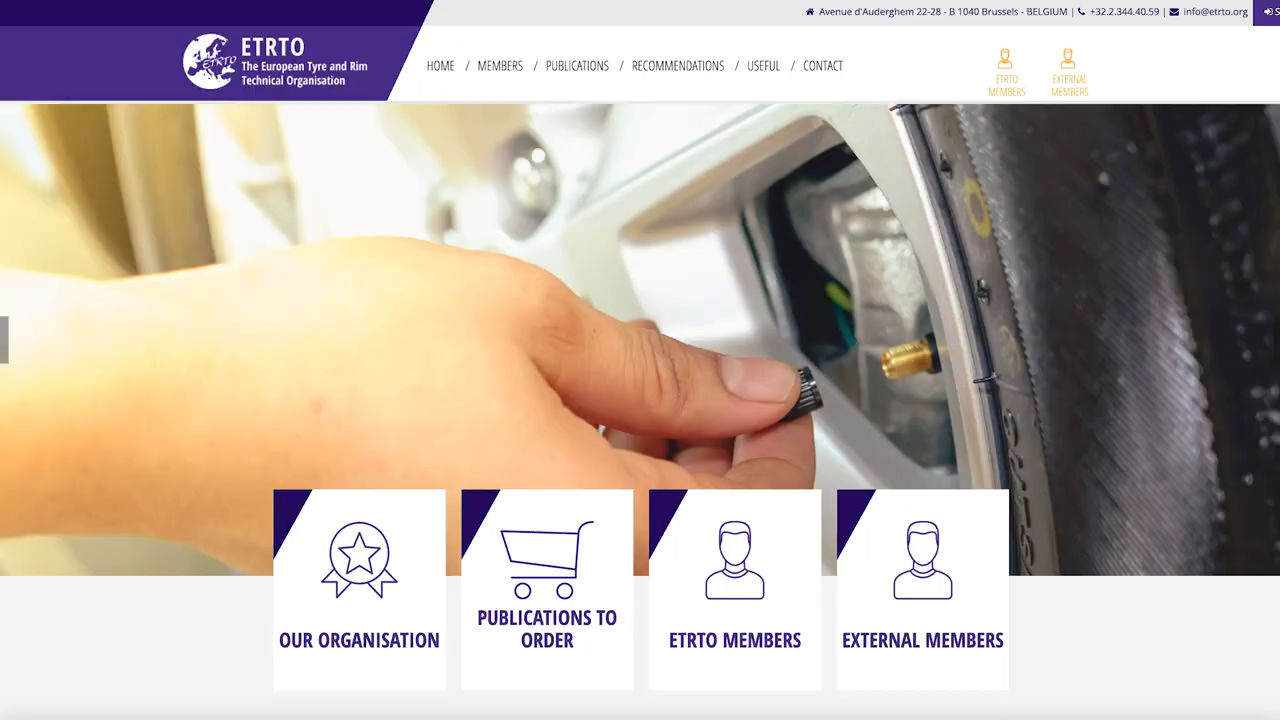 Avenue d'Auderghem 22-28 - B 1040 Brussels - BELGIUM | +32.2.344.40.59 | info@etrto.org S
ETRTO
The European Tyre and Rim
Technical Organisation
ETRTO
HOME / MEMBERS / PUBLICATIONS / RECOMMENDATIONS / USEFUL / CONTACT
ETRTO
MEMBERS
EXTERNAL
MEMBERS
OUR ORGANISATION
PUBLICATIONS TO
ORDER
ETRTO MEMBERS
EXTERNAL MEMBERS